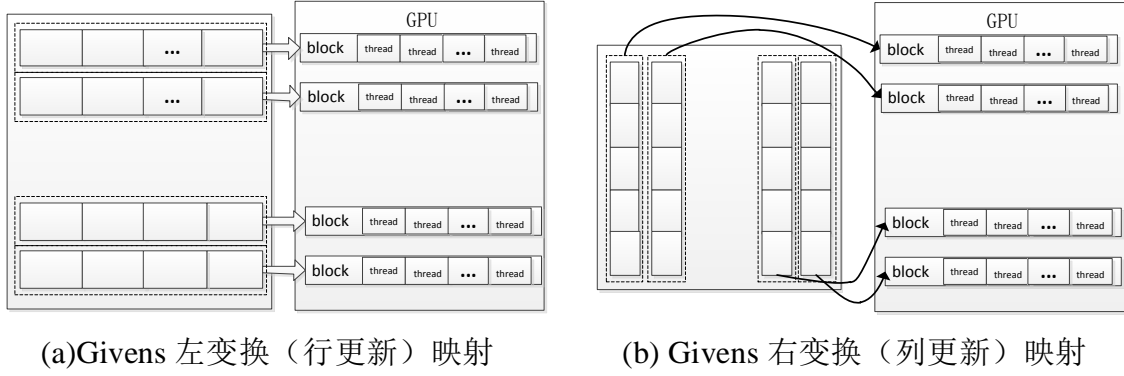 GPU
... block thread thread ... thread
... block thread thread ... thread
block thread thread ... thread
block thread thread ... thread
(a)Givens 左变换（行更新）映射
GPU
block thread thread ... thread
block thread thread ... thread
block thread thread ... thread
block thread thread ... thread
(b) Givens 右变换（列更新）映射